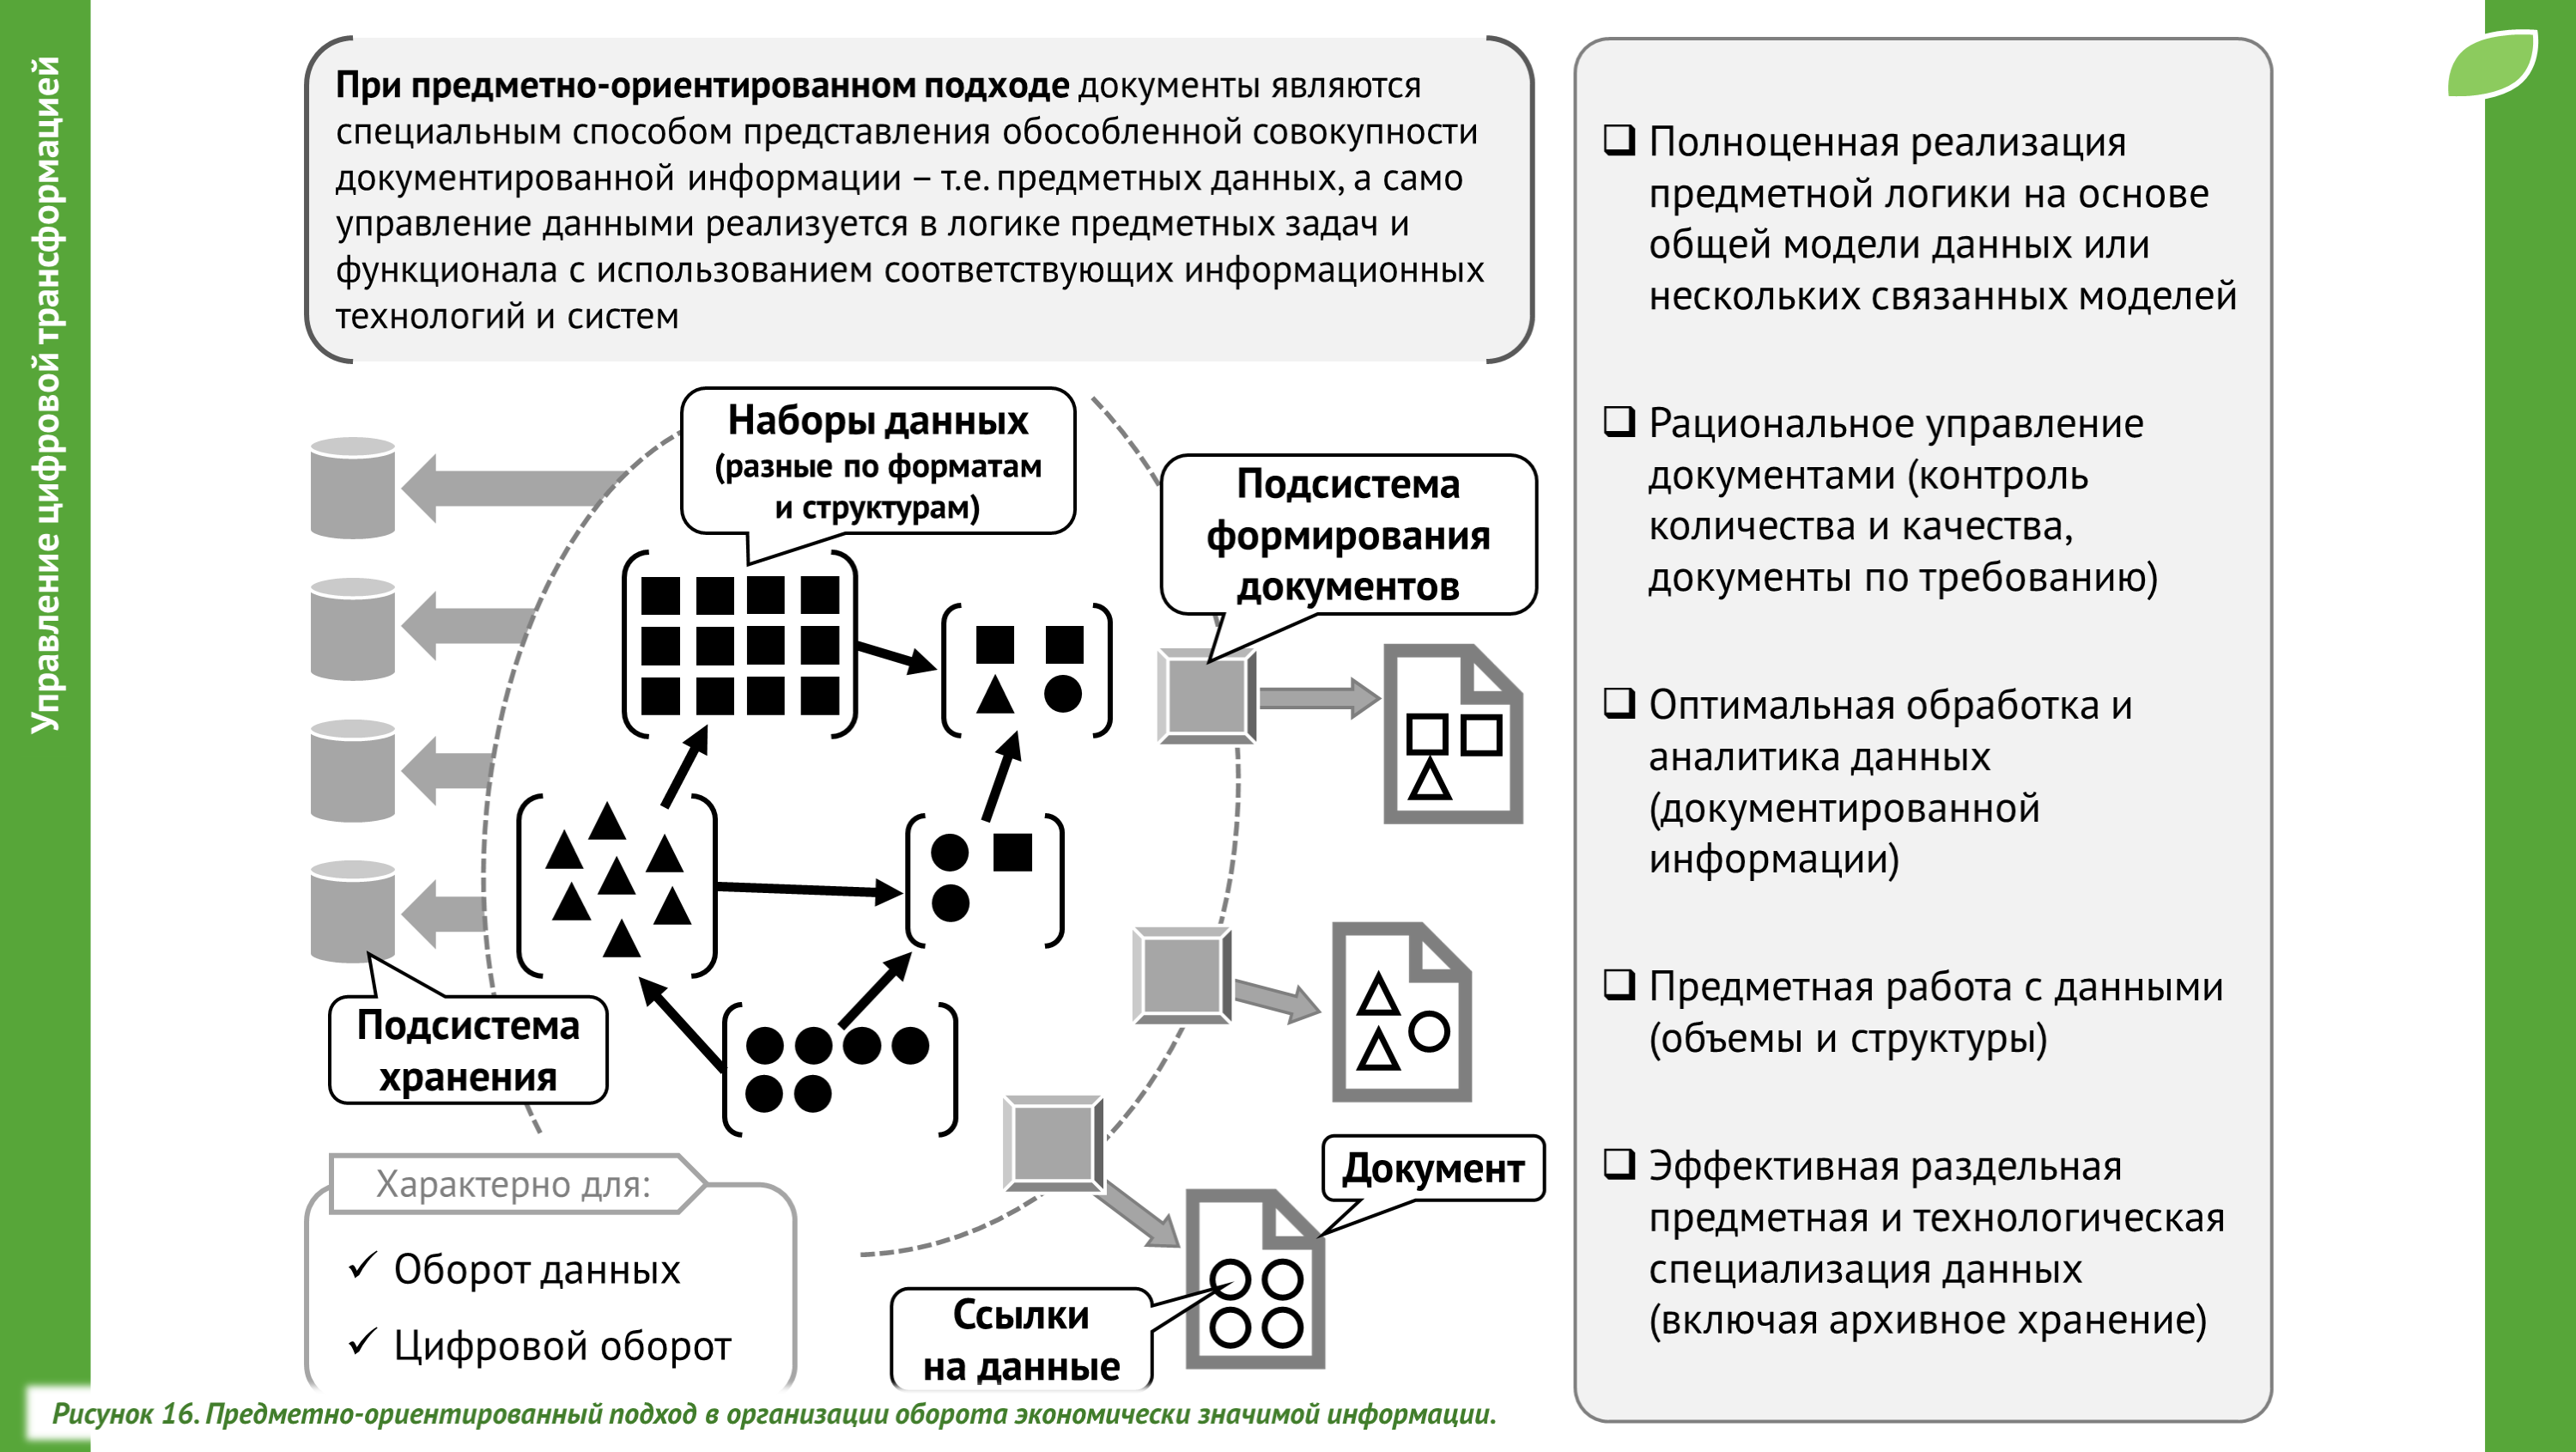 Управление цифровой трансформацией
При предметно-ориентированном подходе документы являются
специальным способом представления обособленной совокупности
документированной информации – т.е. предметных данных, а само
управление данными реализуется в логике предметных задач и
функционала с использованием соответствующих информационных
технологий и систем
Наборы данных
(разные по форматам
и структурам)
Подсистема
формирования
документов
Подсистема
хранения
Документ
Ссылки
на данные
Характерно для:
✓ Оборот данных
✓ Цифровой оборот
❑ Полноценная реализация
предметной логики на основе
общей модели данных или
нескольких связанных моделей
❑ Рациональное управление
документами (контроль
количества и качества,
документы по требованию)
❑ Оптимальная обработка и
аналитика данных
(документированной
информации)
❑ Предметная работа с данными
(объемы и структуры)
❑ Эффективная раздельная
предметная и технологическая
специализация данных
(включая архивное хранение)
Рисунок 16. Предметно-ориентированный подход в организации оборота экономически значимой информации.